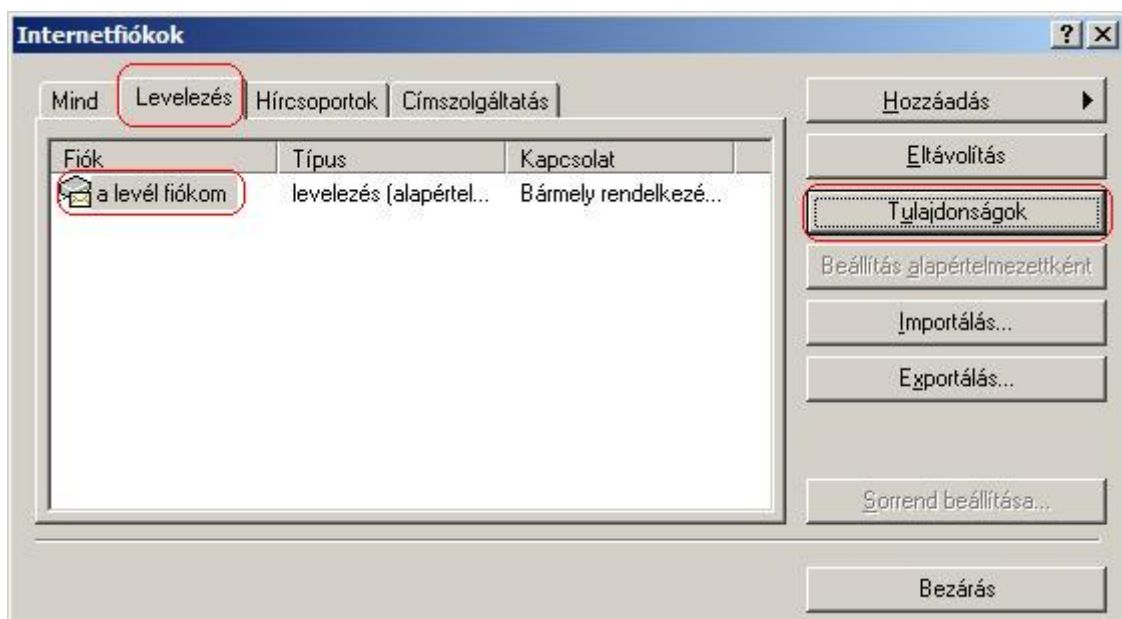 Internetfiókok
Mind Levelezés Hírcsoportok Címszolgáltatás
Fiók Típus Kapcsolat
a levél fiókom levelezés (alapértel... Bármely rendelkezé...
Hozzáadás
Eltávolítás
Tulajdonságok
Beállítás alapértelmezettként
Importálás...
Exportálás...
Sorrend beállítása...
Bezárás